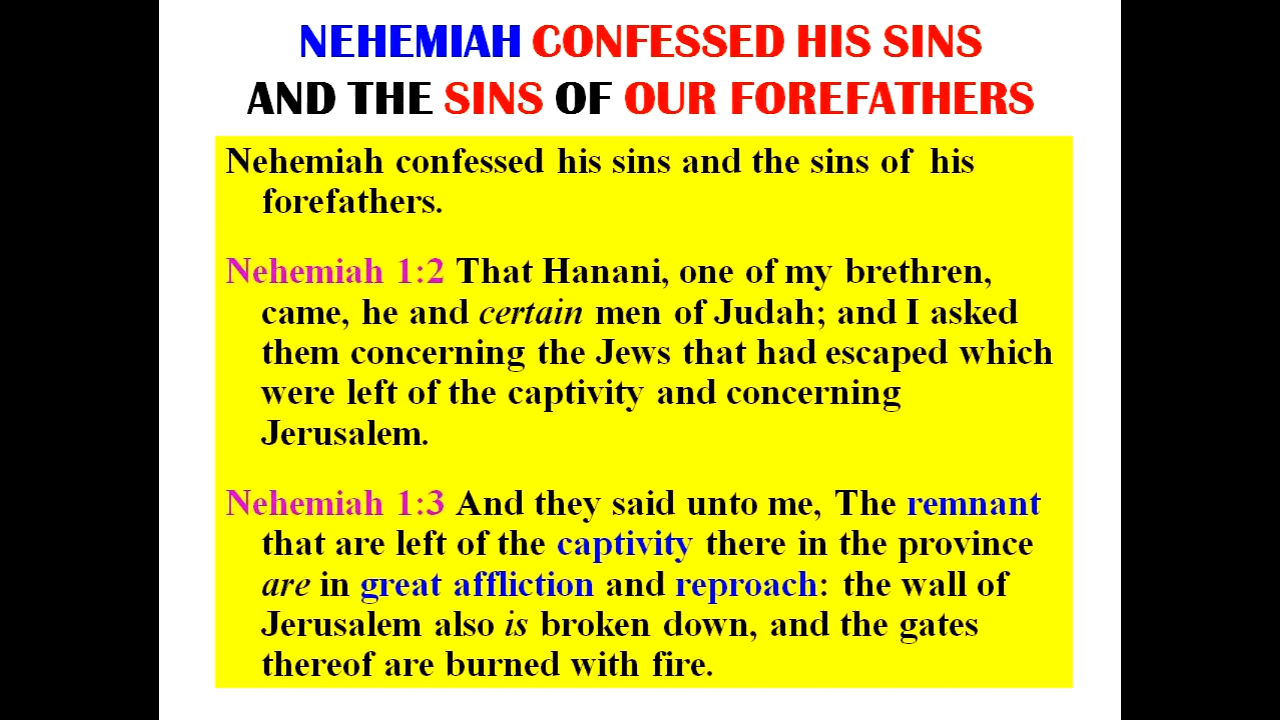 NEHEMIAH CONFESSED HIS SINS
AND THE SINS OF OUR FOREFATHERS
Nehemiah confessed his sins and the sins of his
forefathers.
Nehemiah 1:2 That Hanani, one of my brethren,
came, he and certain men of Judah; and I asked
them concerning the Jews that had escaped which
were left of the captivity and concerning
Jerusalem.
Nehemiah 1:3 And they said unto me, The remnant
that are left of the captivity there in the province
are in great affliction and reproach: the wall of
Jerusalem also is broken down, and the gates
thereof are burned with fire.